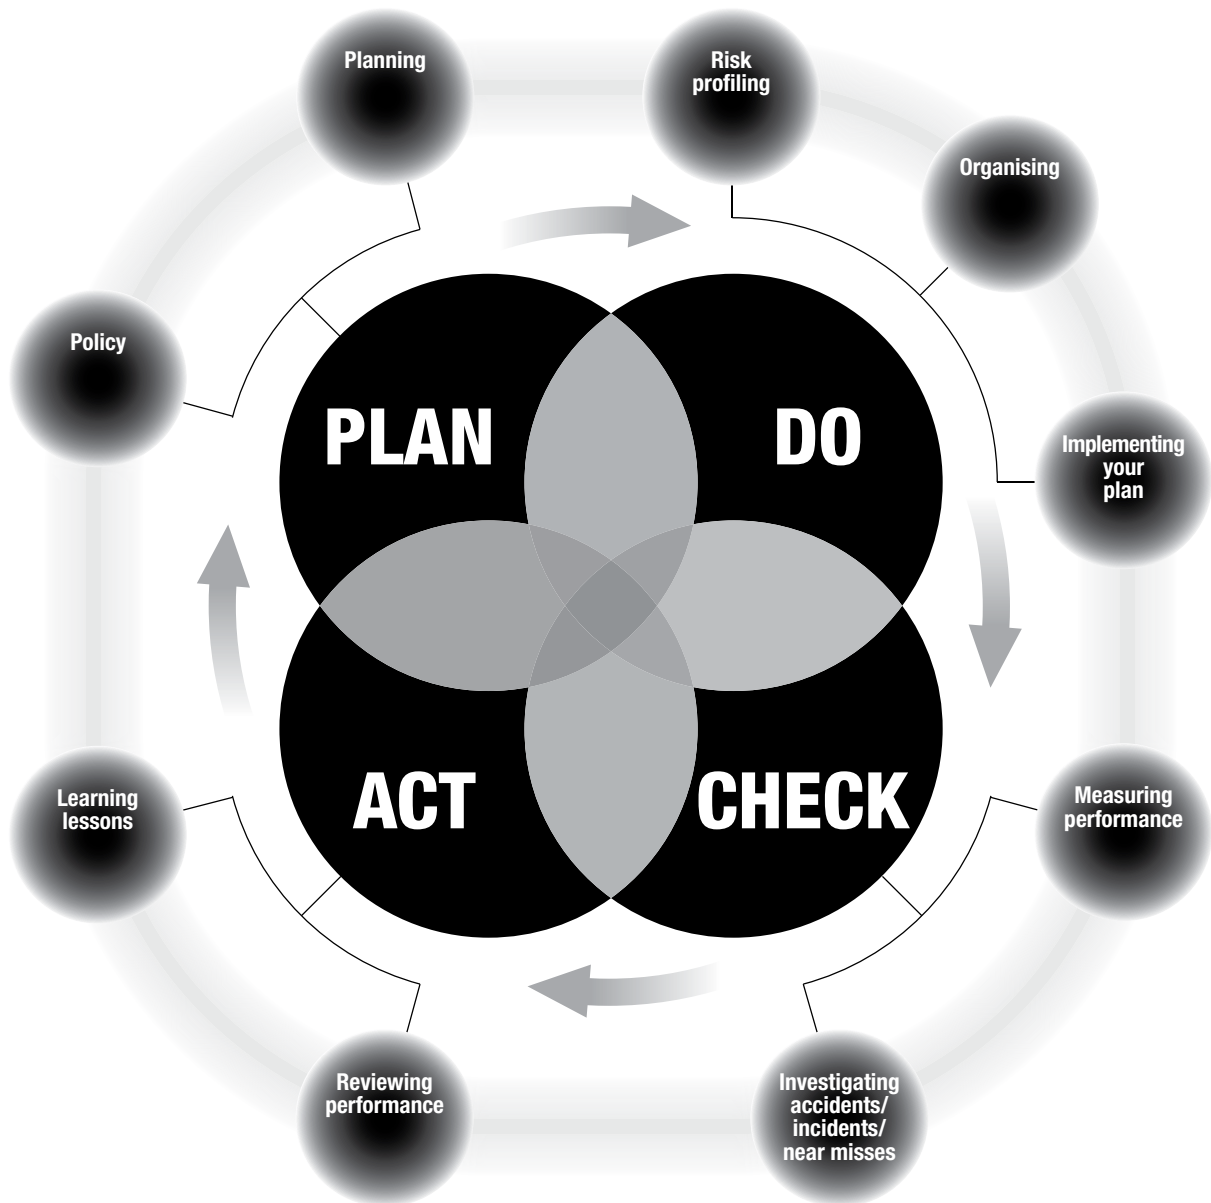 Planning
Risk
profiling
Organising
Policy
PLAN
DO
Implementing
your
plan
Learning
lessons
ACT
CHECK
Measuring
performance
Reviewing
performance
Investigating
accidents/
incidents/
near misses